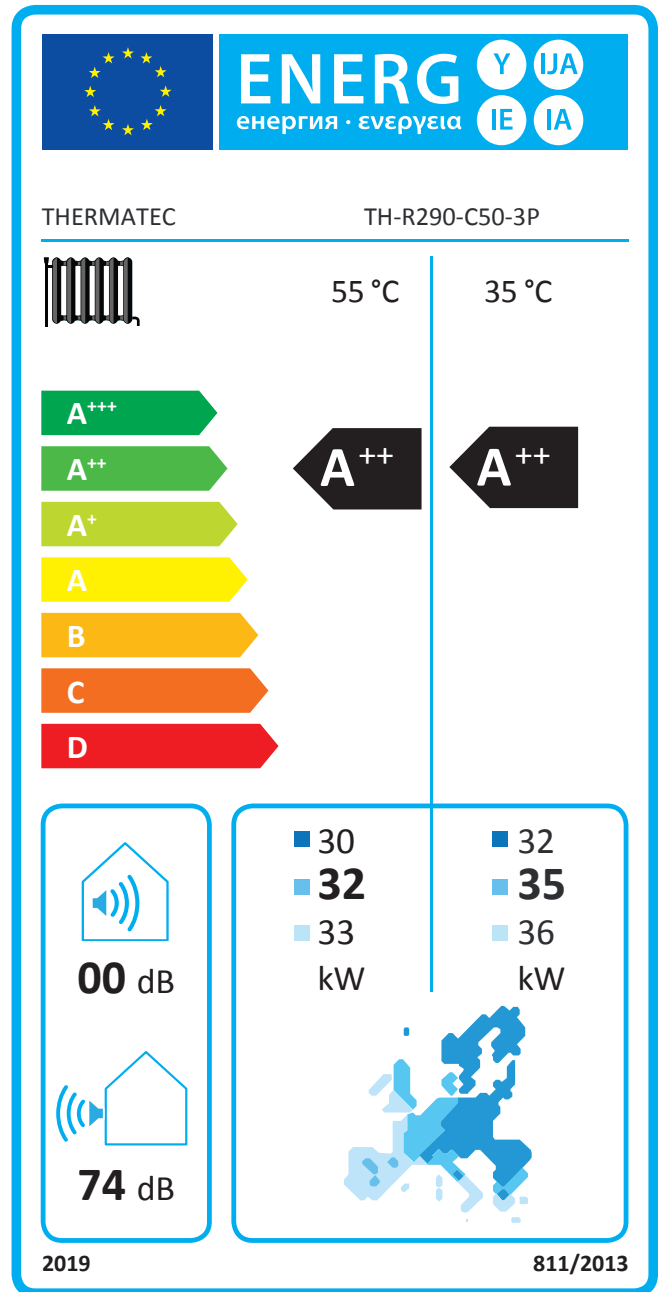 ENERG Y IJA
енергия · ενεργεια IE IA
THERMATEC TH-R290-C50-3P
55 °C 35 °C
A+++
A++ A++ A++
A+
A
B
C
D
30 32
32 35
33 36
kW kW
00 dB
74 dB
2019 811/2013